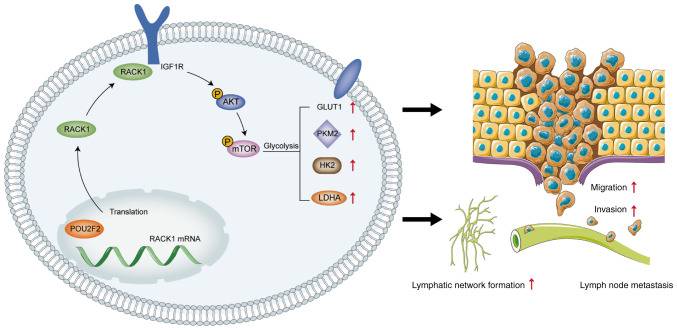 IGF1R
RACK1
P
AKT
GLUT1
RACK1
P
mTOR
Glycolysis
PKM2
HK2
LDHA
Translation
POU2F2
RACK1 mRNA
Migration
Invasion
Lymphatic network formation
Lymph node metastasis